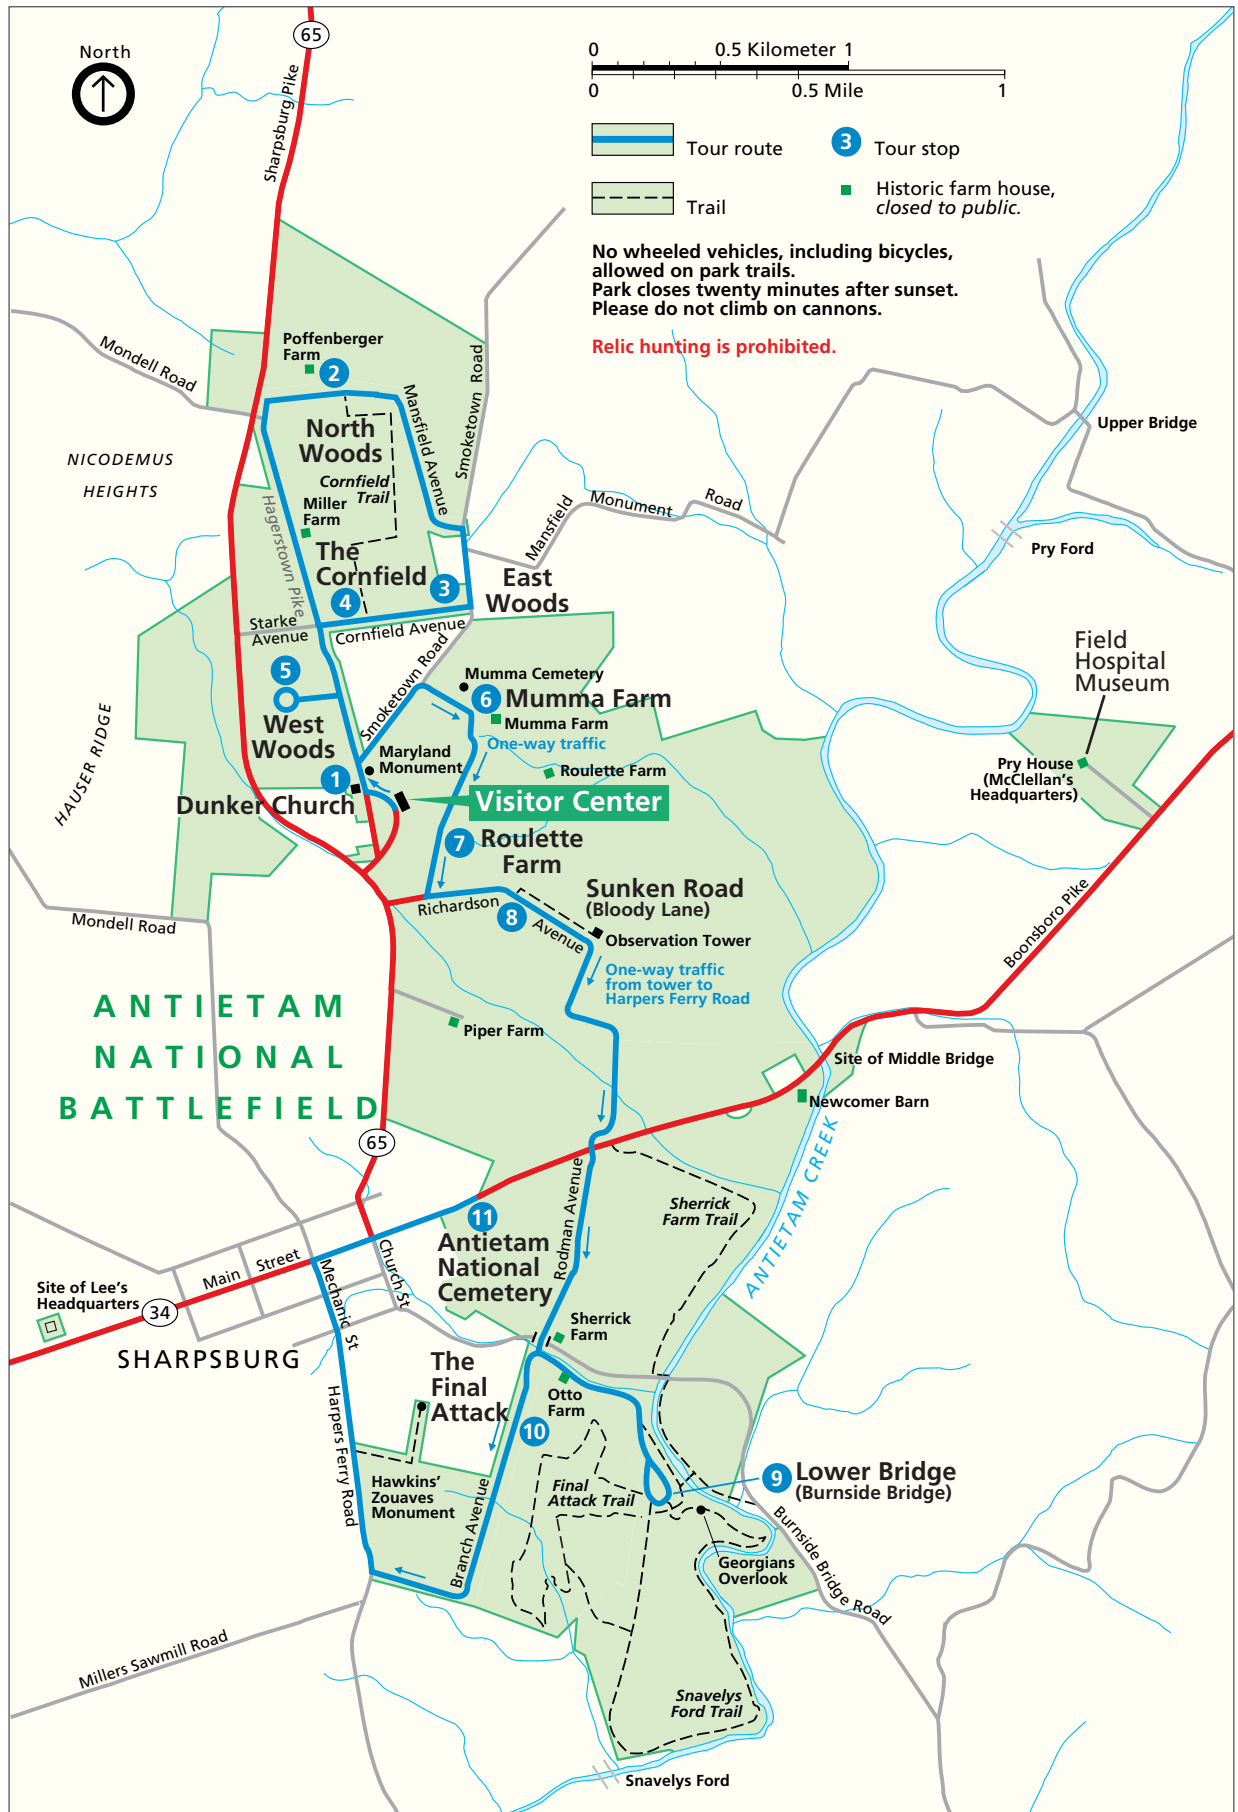 North
65
Sharpsburg Pike
0
0.5 Kilometer
1
0
0.5 Mile
1
Tour route
3
Tour stop
Trail
Historic farm house,
closed to public.
No wheeled vehicles, including bicycles,
allowed on park trails.
Park closes twenty minutes after sunset.
Please do not climb on cannons.
Relic hunting is prohibited.
Mondell Road
Poffenberger
Farm
2
Mansfield Avenue
Smoketown Road
North
Woods
Cornfield
Trail
NICODEMUS
HEIGHTS
Hagerstown Pike
Miller
Farm
The
Cornfield
4
3
East
Woods
Mansfield
Monument
Road
Upper Bridge
Pry Ford
Starke
Avenue
Cornfield Avenue
Smoketown Road
5
West
Woods
Mumma Cemetery
6
Mumma Farm
Mumma Farm
One-way traffic
Roulette Farm
Field
Hospital
Museum
Pry House
(McClellan's
Headquarters)
HAUSER RIDGE
Maryland
Monument
1
Dunker Church
Visitor Center
7
Roulette
Farm
Sunken Road
(Bloody Lane)
Richardson
8
Avenue
Observation Tower
One-way traffic
from tower to
Harpers Ferry Road
Boonsboro Pike
Mondell Road
ANTIETAM
NATIONAL
BATTLEFIELD
Piper Farm
Site of Middle Bridge
Newcomer Barn
65
ANTIETAM CREEK
Rodman Avenue
Sherrick
Farm Trail
11
Antietam
National
Cemetery
Main
Street
Church St
Mechanic St
Site of Lee's
Headquarters
34
SHARPSBURG
Sherrick
Farm
The
Final
Attack
Otto
Farm
10
Harpers Ferry Road
Hawkins'
Zouaves
Monument
Branch Avenue
Final
Attack Trail
9
Lower Bridge
(Burnside Bridge)
Burnside Bridge Road
Georgians
Overlook
Millers Sawmill Road
Snavelys
Ford Trail
Snavelys Ford